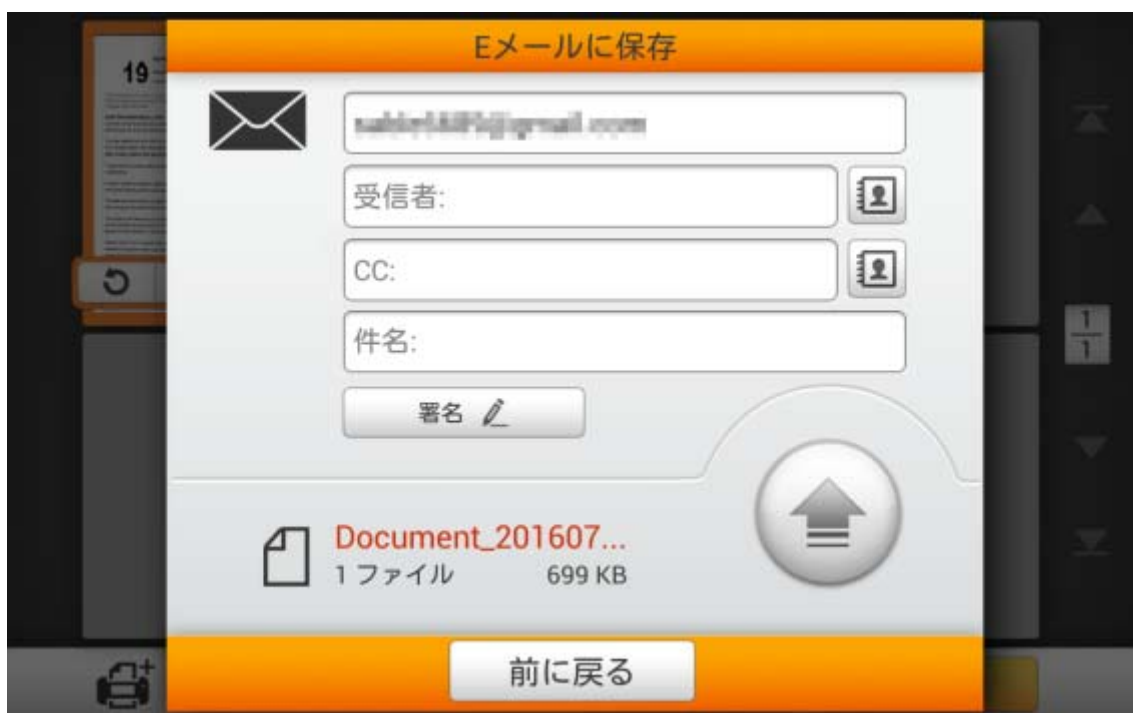 Eメールに保存
19
受信者:
CC:
件名:
署名
Document_201607...
1 ファイル 699 KB
前に戻る
1
1